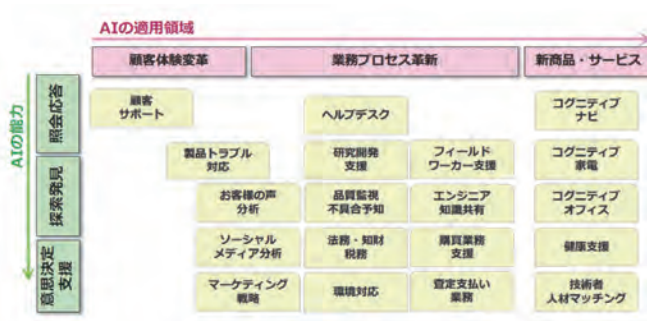 AIの適用領域
顧客体験変革
業務プロセス革新
新商品・サービス
AIの能力
照会応答
探索発見
意思決定
支援
顧客
サポート
ヘルプデスク
コグニティブ
ナビ
製品トラブル
対応
研究開発
支援
フィールド
ワーカー支援
コグニティブ
家電
お客様の声
分析
品質監視
不具合予知
エンジニア
知識共有
コグニティブ
オフィス
ソーシャル
メディア分析
法務・知財
税務
購買業務
支援
健康支援
マーケティング
戦略
環境対応
査定支払い
業務
技術者
人材マッチング